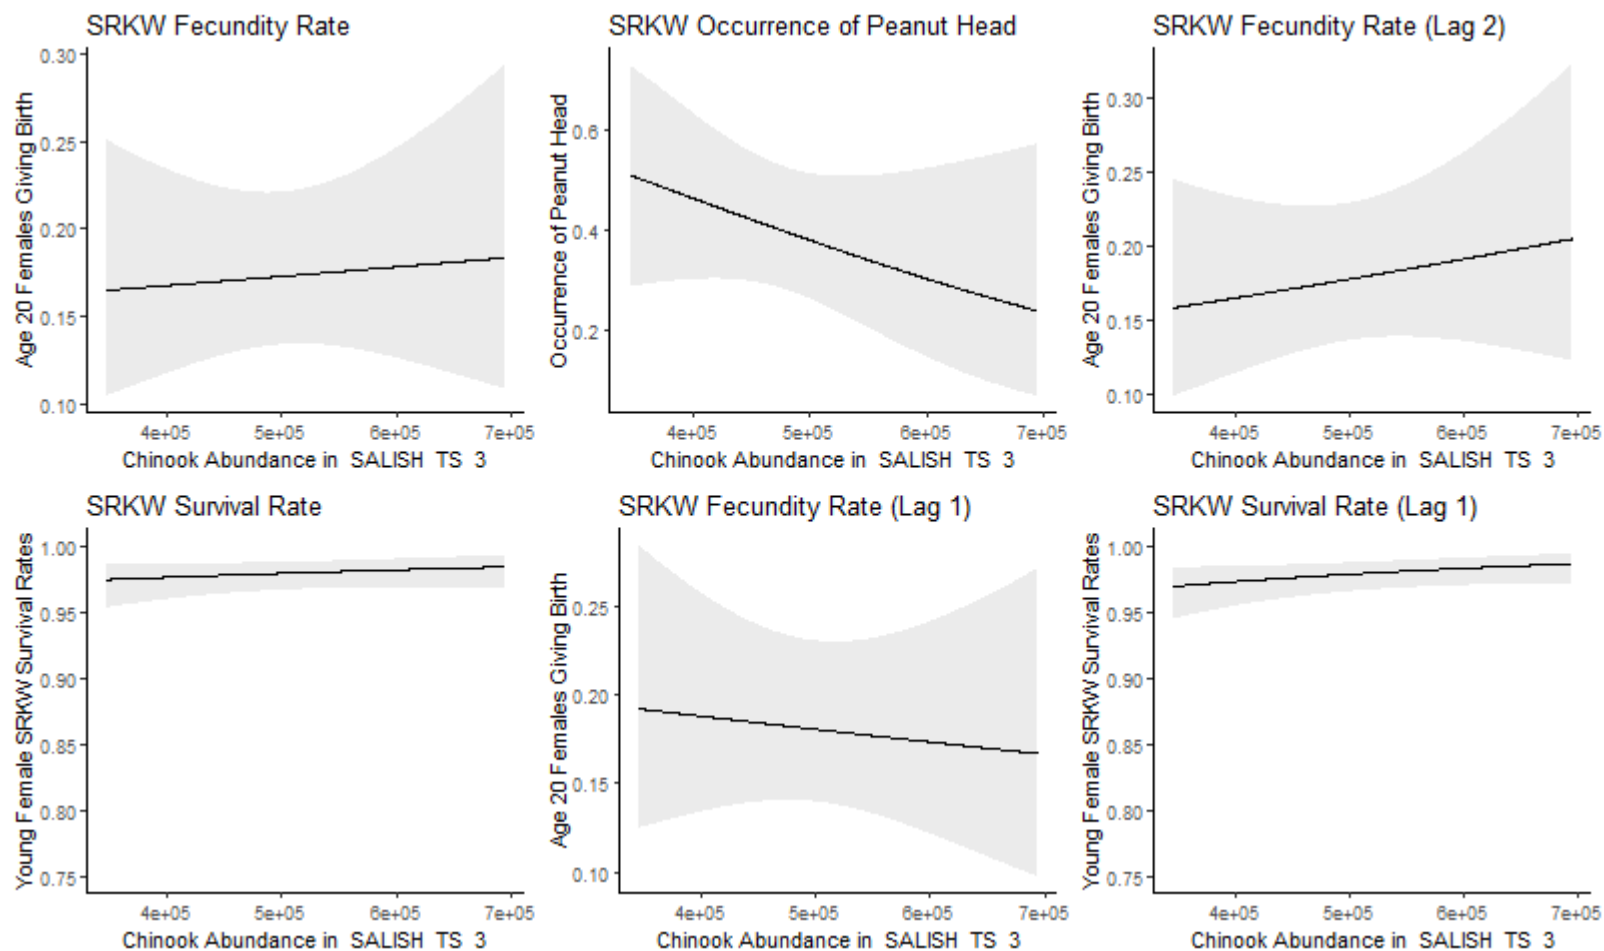 SRKW Fecundity Rate
Age 20 Females Giving Birth
0.30
0.25
0.20
0.15
0.10
4e+05 5e+05 6e+05 7e+05
Chinook Abundance in SALISH TS 3
SRKW Occurrence of Peanut Head
Occurrence of Peanut Head
0.6
0.4
0.2
4e+05 5e+05 6e+05 7e+05
Chinook Abundance in SALISH TS 3
SRKW Fecundity Rate (Lag 2)
Age 20 Females Giving Birth
0.30
0.25
0.20
0.15
0.10
4e+05 5e+05 6e+05 7e+05
Chinook Abundance in SALISH TS 3
SRKW Survival Rate
Young Female SRKW Survival Rates
1.00
0.95
0.90
0.85
0.80
0.75
4e+05 5e+05 6e+05 7e+05
Chinook Abundance in SALISH TS 3
SRKW Fecundity Rate (Lag 1)
Age 20 Females Giving Birth
0.25
0.20
0.15
0.10
4e+05 5e+05 6e+05 7e+05
Chinook Abundance in SALISH TS 3
SRKW Survival Rate (Lag 1)
Young Female SRKW Survival Rates
1.00
0.95
0.90
0.85
0.80
0.75
4e+05 5e+05 6e+05 7e+05
Chinook Abundance in SALISH TS 3